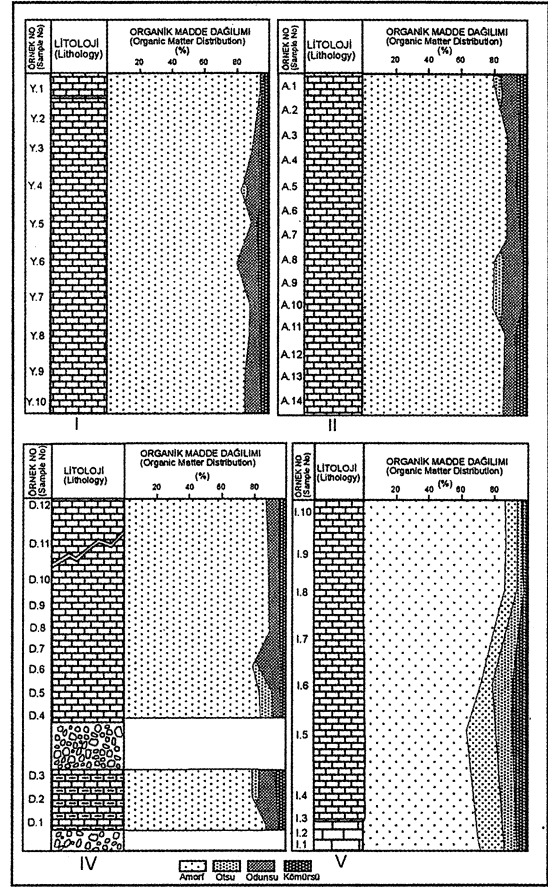 ÖRNEK NO
(Sample No)
LİTOLOJİ
(Lithology)
ORGANİK MADDE DAĞILIMI
(Organic Matter Distribution)
(%)
20 40 60 80
Y.1
Y.2
Y.3
Y.4
Y.5
Y.6
Y.7
Y.8
Y.9
Y.10
I
ÖRNEK NO
(Sample No)
LİTOLOJİ
(Lithology)
ORGANİK MADDE DAĞILIMI
(Organic Matter Distribution)
(%)
20 40 60 80
A.1
A.2
A.3
A.4
A.5
A.6
A.7
A.8
A.9
A.10
A.11
A.12
A.13
A.14
II
ÖRNEK NO
(Sample No)
LİTOLOJİ
(Lithology)
ORGANİK MADDE DAĞILIMI
(Organic Matter Distribution)
(%)
20 40 60 80
D.12
D.11
D.10
D.9
D.8
D.7
D.6
D.5
D.4
D.3
D.2
D.1
IV
ÖRNEK NO
(Sample No)
LİTOLOJİ
(Lithology)
ORGANİK MADDE DAĞILIMI
(Organic Matter Distribution)
(%)
20 40 60 80
I.10
I.9
I.8
I.7
I.6
I.5
I.4
I.3
I.2
I.1
V
Amorf Otsu Odunsu Kömürsü